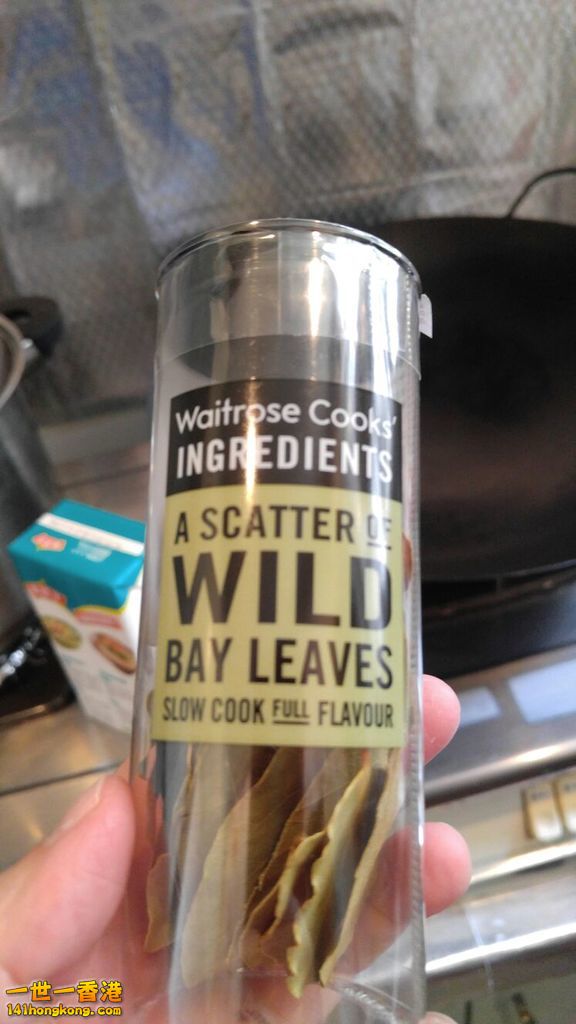 Waitrose Cooks'
INGREDIENTS
A SCATTER OF
WILD
BAY LEAVES
SLOW COOK FULL FLAVOUR
一世一香港
141hongkong.com